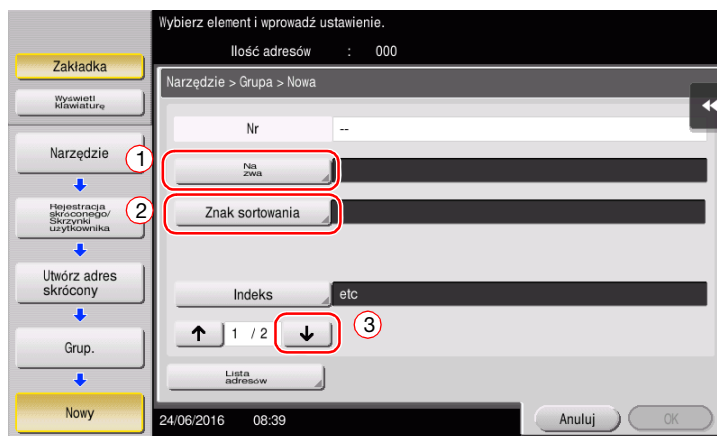 Wybierz element i wprowadź ustawienie.
Ilość adresów : 000
Zakładka
Wyświetl
klawiaturę
Narzędzie
Rejestracja
skróconego/
Skrzynki
użytkownika
Utwórz adres
skrócony
Grup.
Nowy
Narzędzie > Grupa > Nowa
Nr --
1
Na
zwa
2
Znak sortowania
Indeks etc
1 / 2
3
Lista
adresów
24/06/2016 08:39
Anuluj
OK